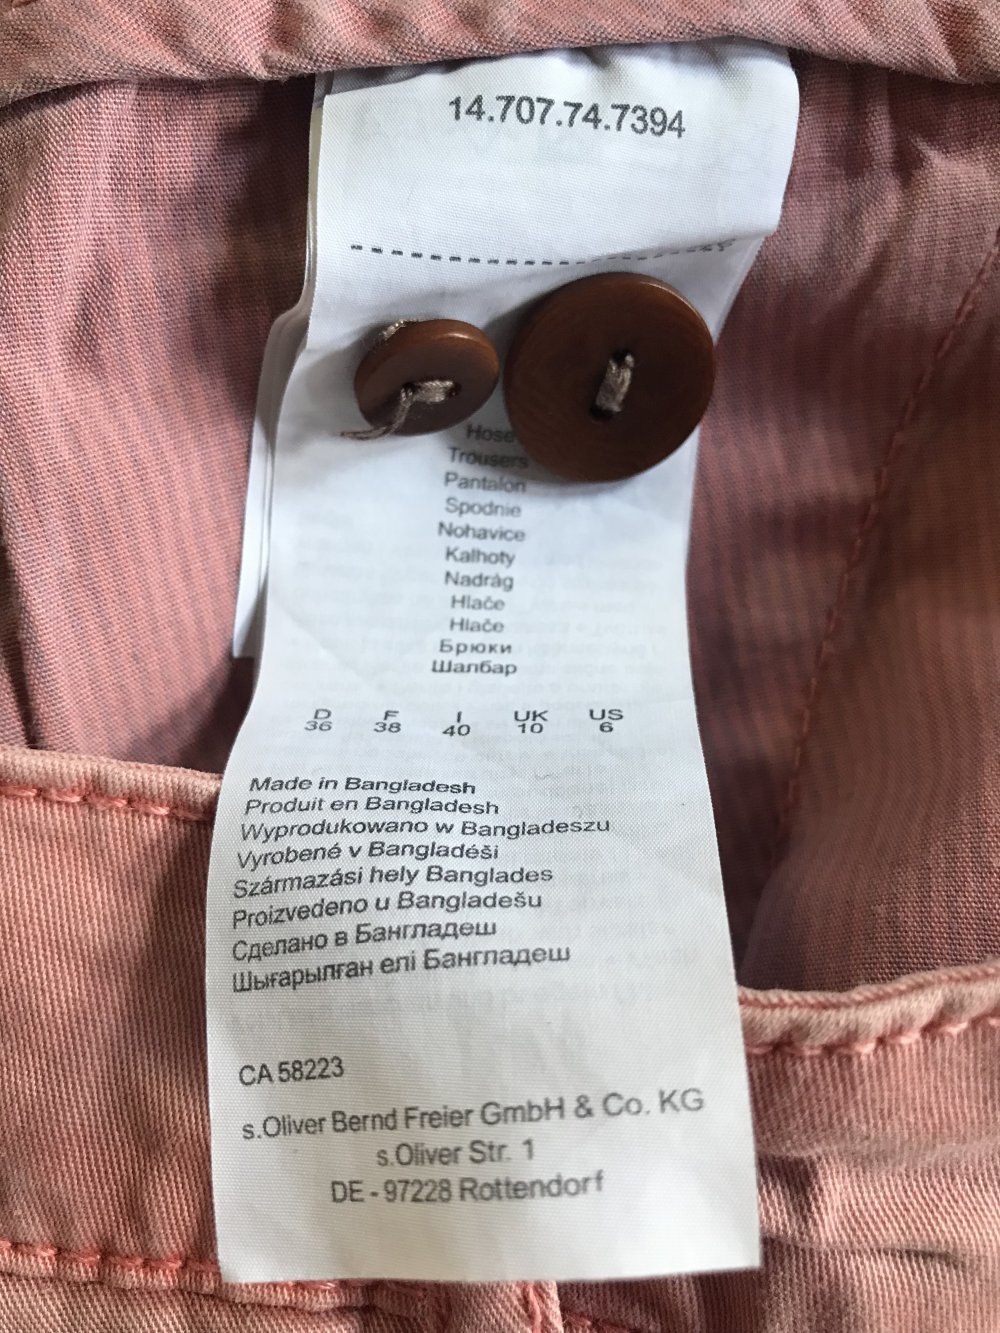 14.707.74.7394
Hose
Trousers
Pantalon
Spodnie
Nohavice
Kalhoty
Nadrág
Hlače
Hlače
Брюки
Шалбар
D F I UK US
36 38 40 10 6
Made in Bangladesh
Produit en Bangladesh
Wyprodukowano w Bangladeszu
Vyrobené v Bangladéši
Származási hely Banglades
Proizvedeno u Bangladešu
Сделано в Бангладеш
Шығарылған елі Бангладеш
CA 58223
s.Oliver Bernd Freier GmbH & Co. KG
s.Oliver Str. 1
DE - 97228 Rottendorf